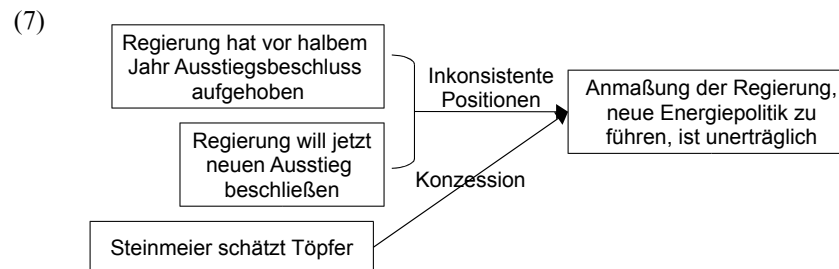 (7)
Regierung hat vor halbem
Jahr Ausstiegsbeschluss
aufgehoben
Inkonsistente
Positionen
Anmaßung der Regierung,
neue Energiepolitik zu
führen, ist unerträglich
Regierung will jetzt
neuen Ausstieg
beschließen
Konzession
Steinmeier schätzt Töpfer